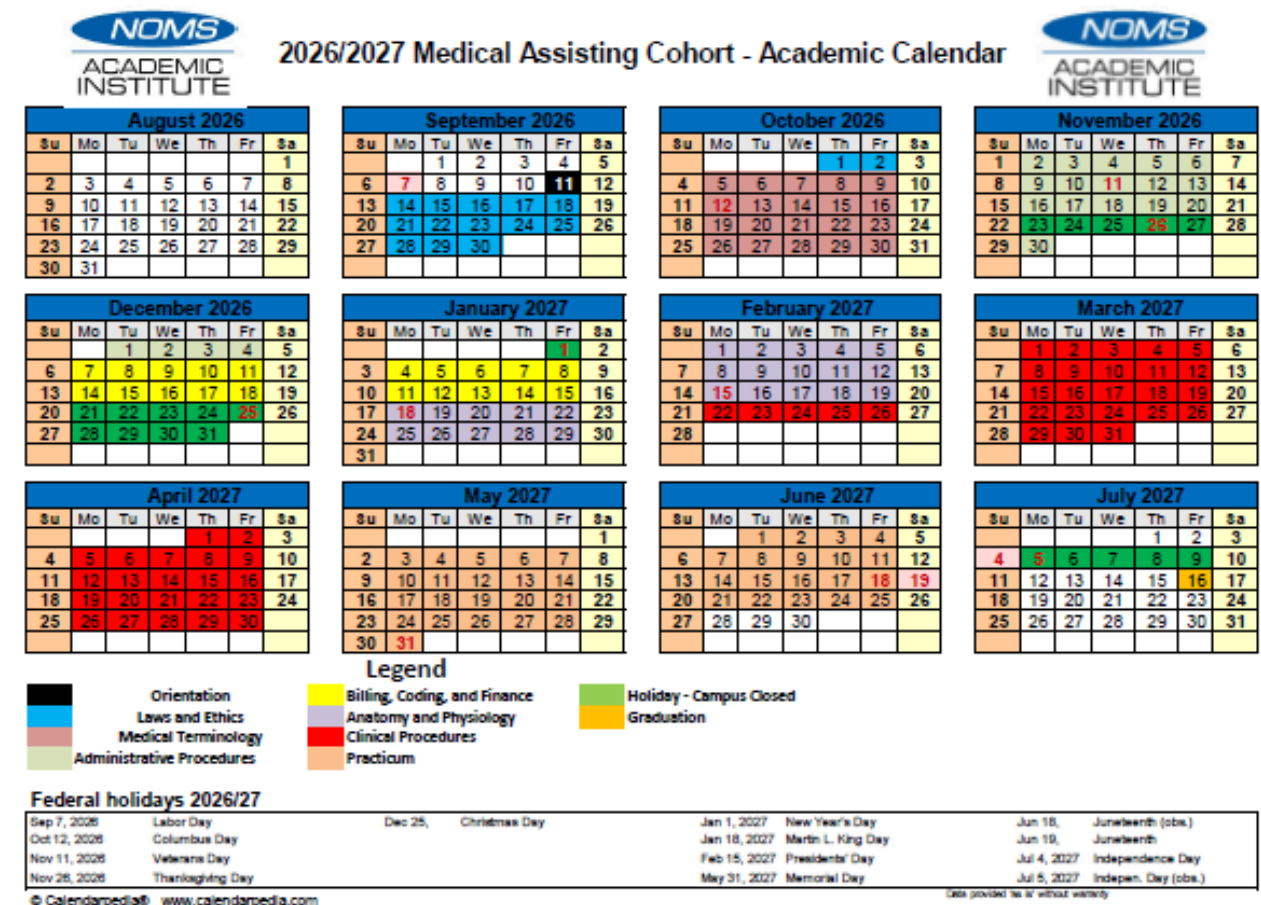 NOMS
ACADEMIC
INSTITUTE
2026/2027 Medical Assisting Cohort - Academic Calendar
NOMS
ACADEMIC
INSTITUTE
August 2026
Su Mo Tu We Th Fr Sa
1
2 3 4 5 6 7 8
9 10 11 12 13 14 15
16 17 18 19 20 21 22
23 24 25 26 27 28 29
30 31
September 2026
Su Mo Tu We Th Fr Sa
1 2 3 4 5
6 7 8 9 10 11 12
13 14 15 16 17 18 19
20 21 22 23 24 25 26
27 28 29 30
October 2026
Su Mo Tu We Th Fr Sa
1 2 3
4 5 6 7 8 9 10
11 12 13 14 15 16 17
18 19 20 21 22 23 24
25 26 27 28 29 30 31
November 2026
Su Mo Tu We Th Fr Sa
1 2 3 4 5 6 7
8 9 10 11 12 13 14
15 16 17 18 19 20 21
22 23 24 25 26 27 28
29 30
December 2026
Su Mo Tu We Th Fr Sa
1 2 3 4 5
6 7 8 9 10 11 12
13 14 15 16 17 18 19
20 21 22 23 24 25 26
27 28 29 30 31
January 2027
Su Mo Tu We Th Fr Sa
1 2
3 4 5 6 7 8 9
10 11 12 13 14 15 16
17 18 19 20 21 22 23
24 25 26 27 28 29 30
31
February 2027
Su Mo Tu We Th Fr Sa
1 2 3 4 5 6
7 8 9 10 11 12 13
14 15 16 17 18 19 20
21 22 23 24 25 26 27
28
March 2027
Su Mo Tu We Th Fr Sa
1 2 3 4 5 6
7 8 9 10 11 12 13
14 15 16 17 18 19 20
21 22 23 24 25 26 27
28 29 30 31
April 2027
Su Mo Tu We Th Fr Sa
1 2 3
4 5 6 7 8 9 10
11 12 13 14 15 16 17
18 19 20 21 22 23 24
25 26 27 28 29 30
May 2027
Su Mo Tu We Th Fr Sa
1
2 3 4 5 6 7 8
9 10 11 12 13 14 15
16 17 18 19 20 21 22
23 24 25 26 27 28 29
30 31
June 2027
Su Mo Tu We Th Fr Sa
1 2 3 4 5
6 7 8 9 10 11 12
13 14 15 16 17 18 19
20 21 22 23 24 25 26
27 28 29 30
July 2027
Su Mo Tu We Th Fr Sa
1 2 3
4 5 6 7 8 9 10
11 12 13 14 15 16 17
18 19 20 21 22 23 24
25 26 27 28 29 30 31
Legend
Orientation
Laws and Ethics
Medical Terminology
Administrative Procedures
Billing, Coding, and Finance
Anatomy and Physiology
Clinical Procedures
Practicum
Holiday - Campus Closed
Graduation
Federal holidays 2026/27
Sep 7, 2026 Labor Day
Oct 12, 2026 Columbus Day
Nov 11, 2026 Veterans Day
Nov 26, 2026 Thanksgiving Day
Dec 25, Christmas Day
Jan 1, 2027 New Year's Day
Jan 18, 2027 Martin L. King Day
Feb 15, 2027 Presidents' Day
May 31, 2027 Memorial Day
Jun 18, Juneteenth (obs.)
Jun 19, Juneteenth
Jul 4, 2027 Independence Day
Jul 5, 2027 Indepen. Day (obs.)
© Calendarpedia® www.calendarpedia.com
Data provided 'as is' without warranty